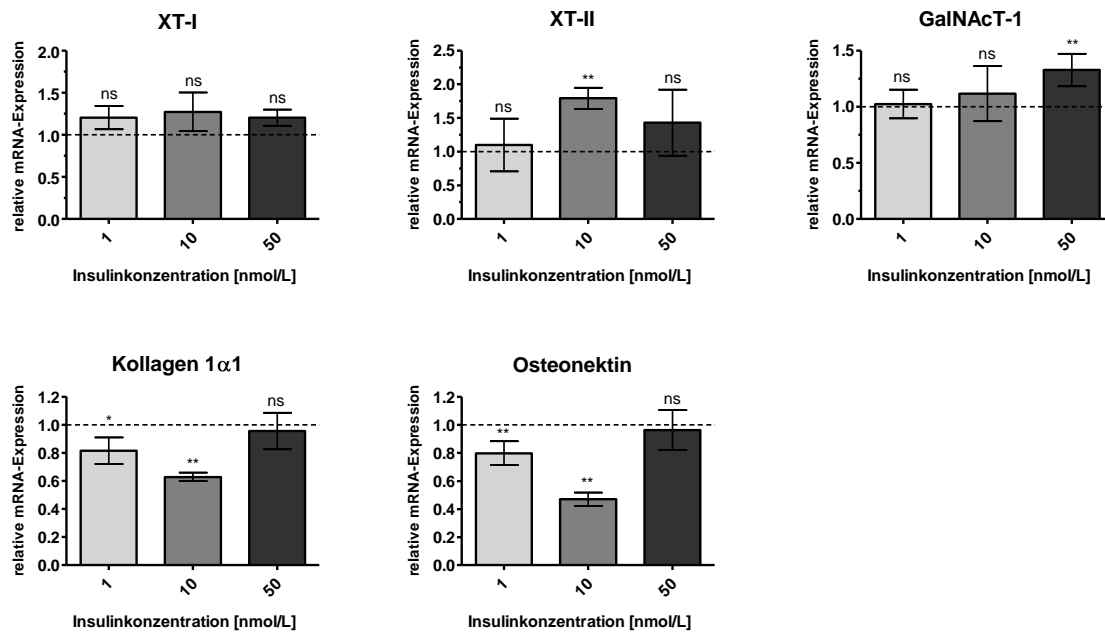 XT-I
relative mRNA-Expression
2.0
1.5
1.0
0.5
0.0
ns
ns
ns
1
10
50
Insulinkonzentration [nmol/L]
XT-II
relative mRNA-Expression
2.5
2.0
1.5
1.0
0.5
0.0
ns
**
ns
1
10
50
Insulinkonzentration [nmol/L]
GalNAcT-1
relative mRNA-Expression
1.5
1.0
0.5
0.0
ns
ns
**
1
10
50
Insulinkonzentration [nmol/L]
Kollagen 1α1
relative mRNA-Expression
1.2
1.0
0.8
0.6
0.4
0.2
0.0
*
**
ns
1
10
50
Insulinkonzentration [nmol/L]
Osteonektin
relative mRNA-Expression
1.2
1.0
0.8
0.6
0.4
0.2
0.0
**
**
ns
1
10
50
Insulinkonzentration [nmol/L]